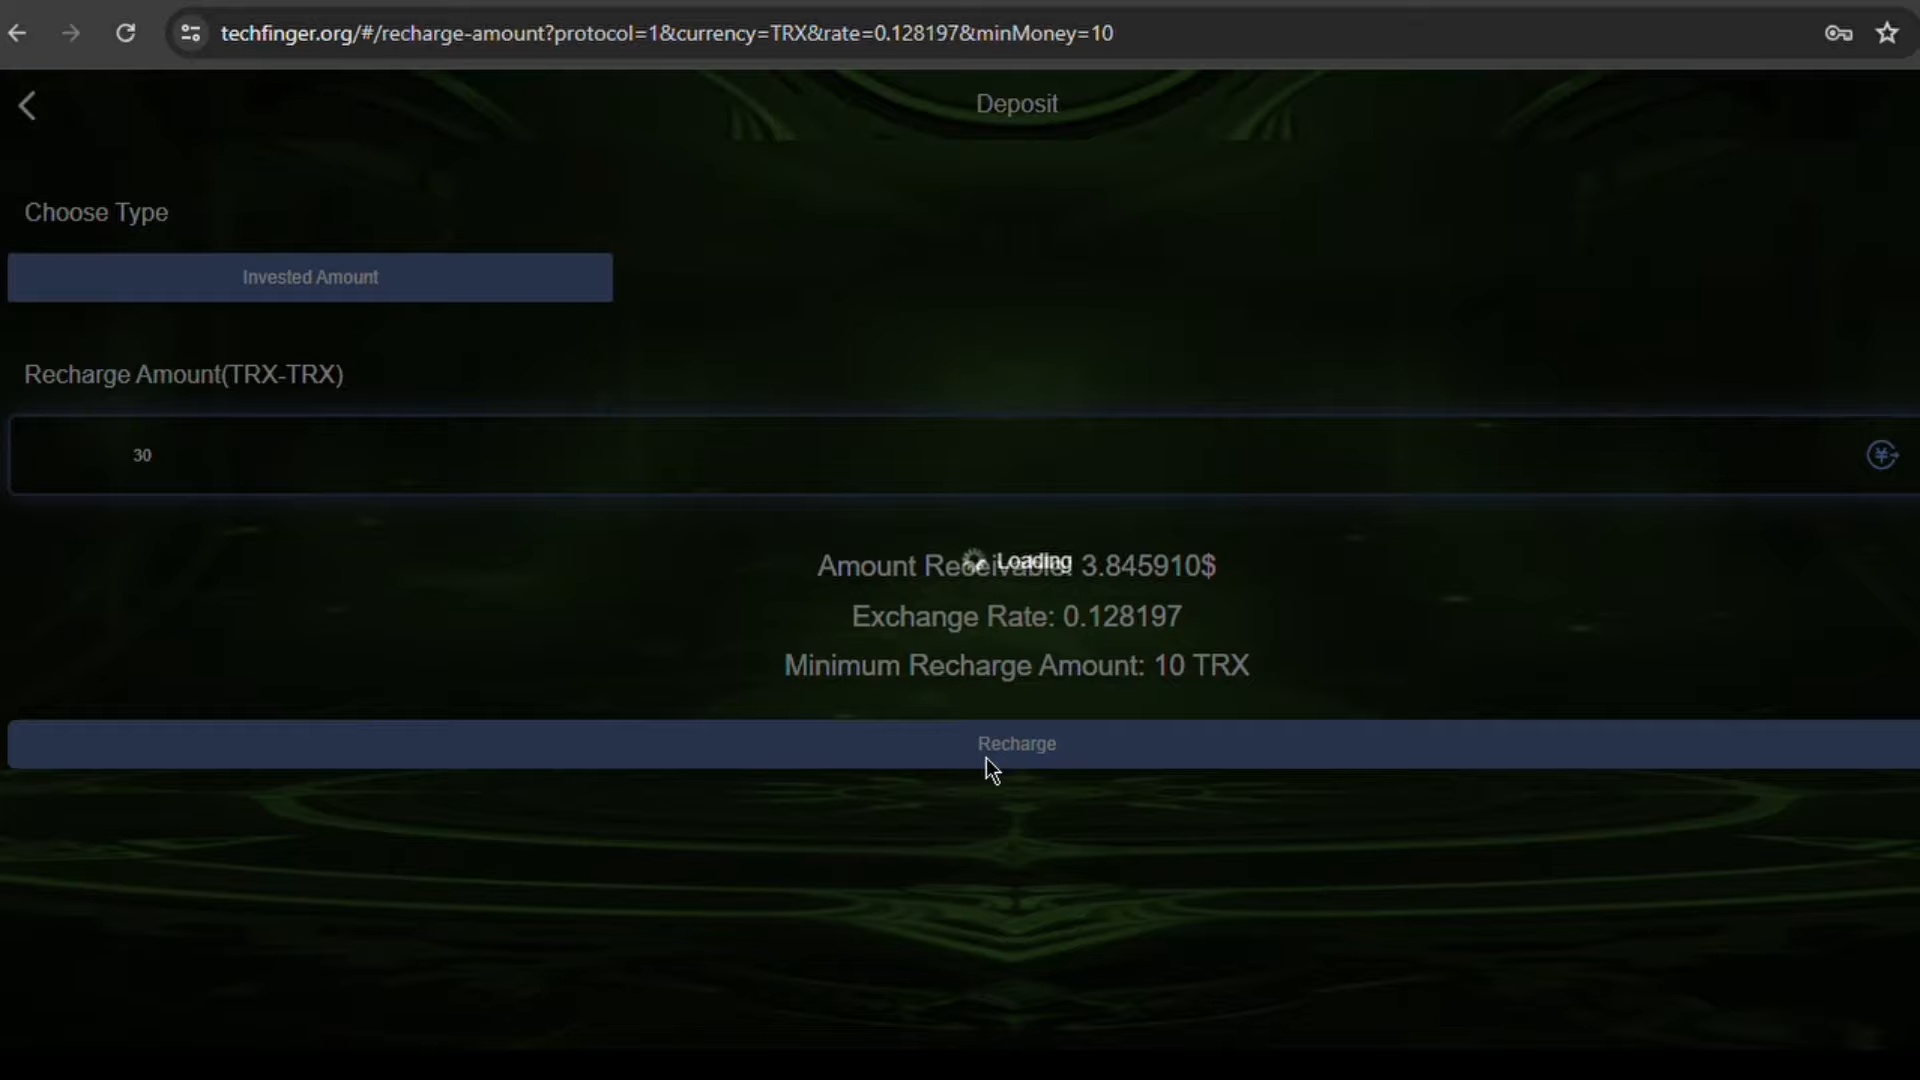 techfinger.org/#/recharge-amount?protocol=1&currency=TRX&rate=0.128197&minMoney=10
Deposit
Choose Type
Invested Amount
Recharge Amount(TRX-TRX)
30
Amount Receivable: 3.845910$
Loading
Exchange Rate: 0.128197
Minimum Recharge Amount: 10 TRX
Recharge